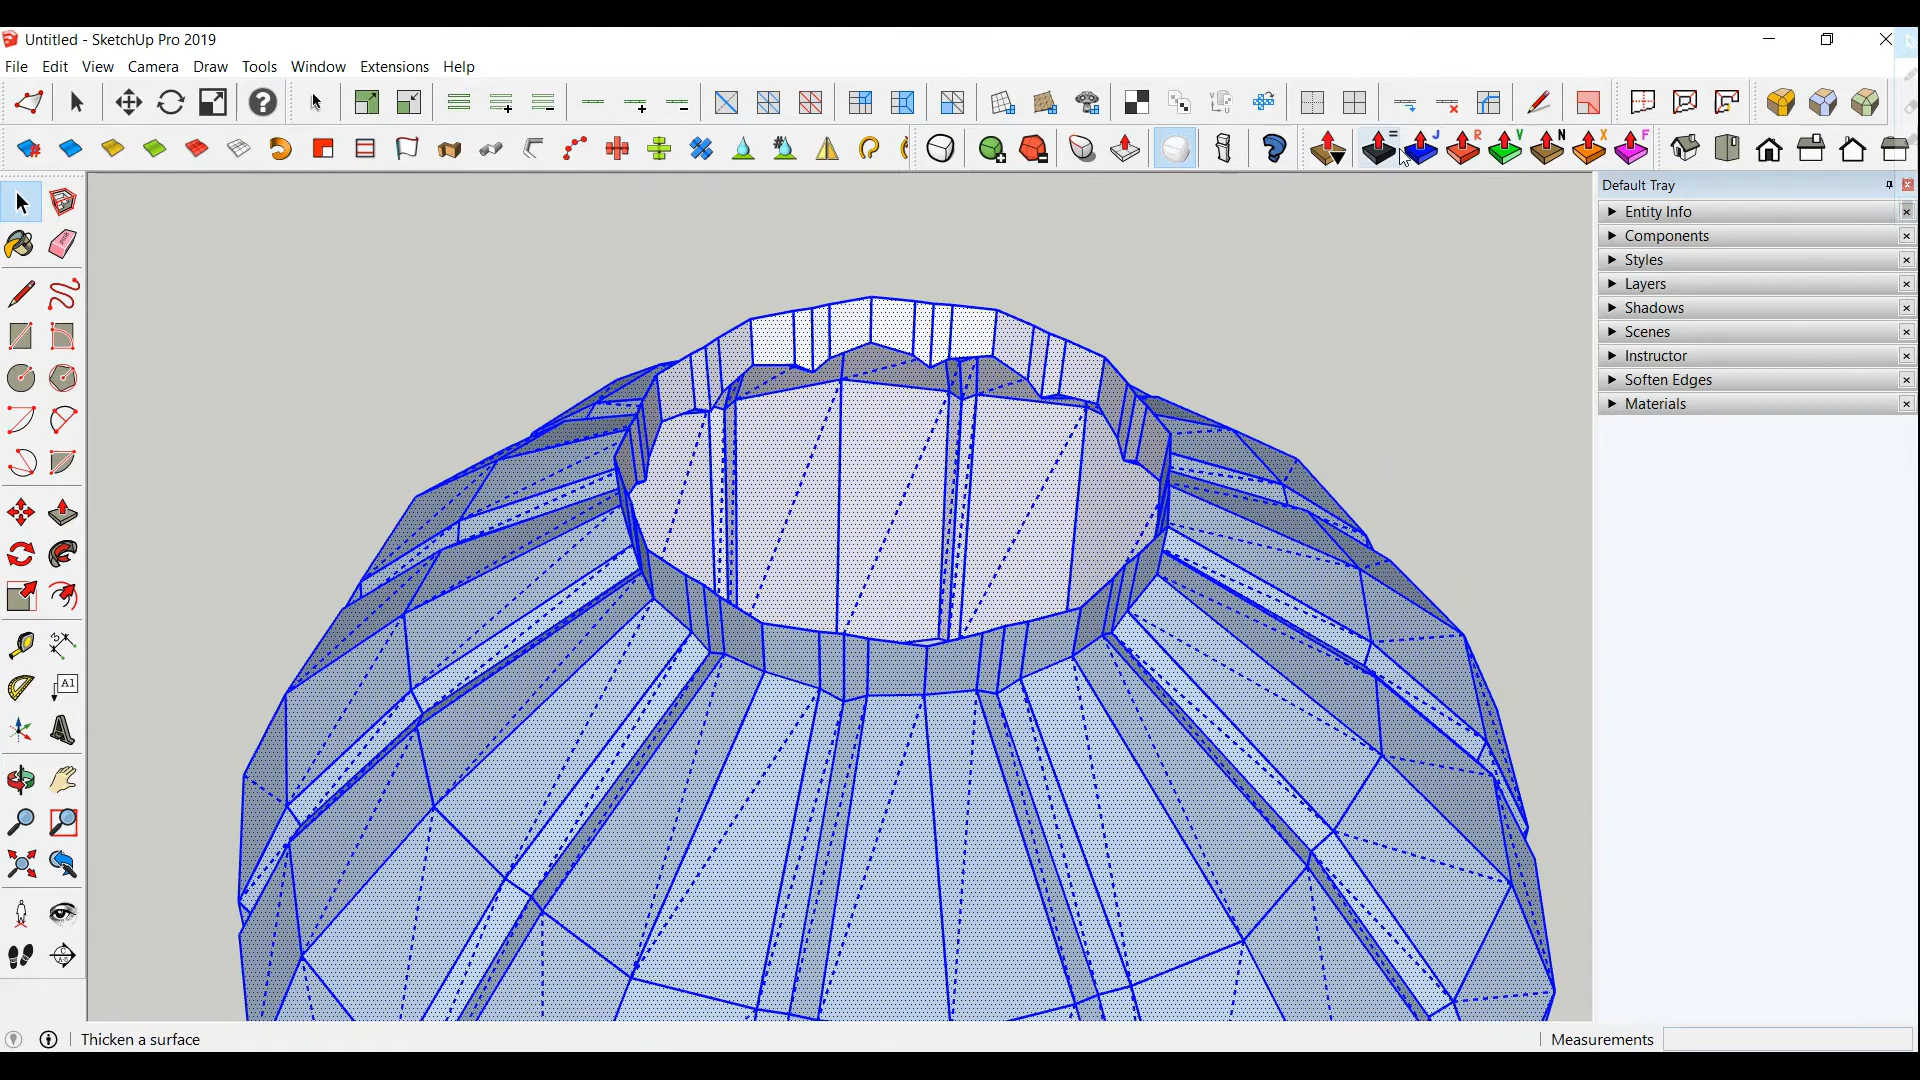 Untitled - SketchUp Pro 2019
File Edit View Camera Draw Tools Window Extensions Help
= J R V N X F
Default Tray
Entity Info
Components
Styles
Layers
Shadows
Scenes
Instructor
Soften Edges
Materials
A1
Thicken a surface
Measurements